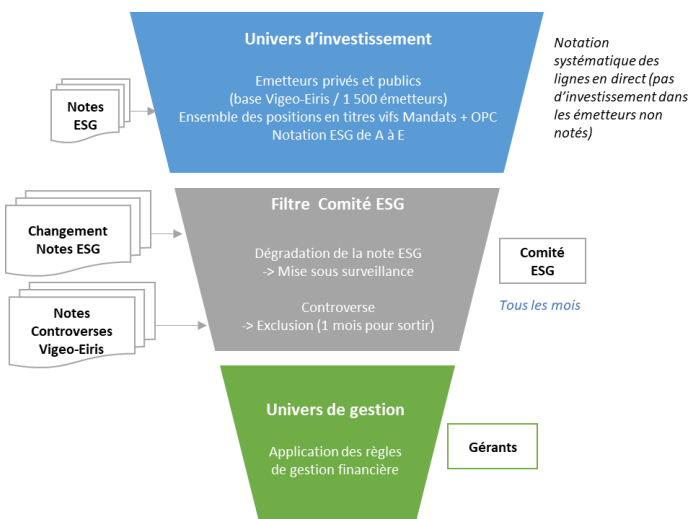 Univers d'investissement
Emetteurs privés et publics
(base Vigeo-Eiris / 1 500 émetteurs)
Ensemble des positions en titres vifs Mandats + OPC
Notation ESG de A à E
Notes
ESG
Notation
systématique des
lignes en direct (pas
d'investissement dans
les émetteurs non
notés)
Filtre Comité ESG
Dégradation de la note ESG
-> Mise sous surveillance
Controverse
-> Exclusion (1 mois pour sortir)
Changement
Notes ESG
Notes
Controverses
Vigeo-Eiris
Comité
ESG
Tous les mois
Univers de gestion
Application des règles
de gestion financière
Gérants